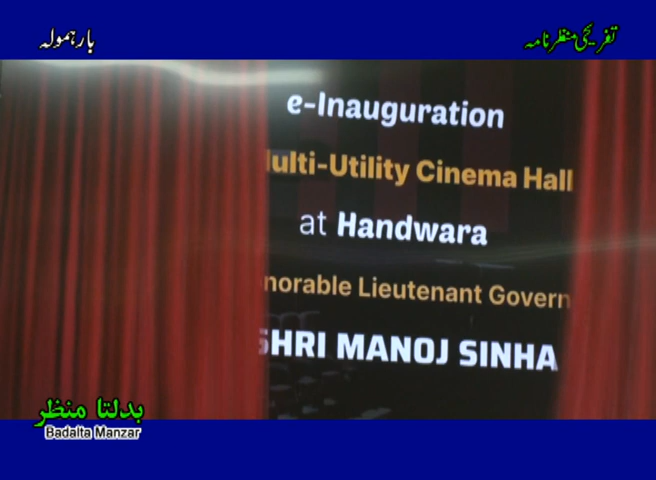 تفریحی منظرنامہ
بارہمولہ
e-Inauguration
ulti-Utility Cinema Hall
at Handwara
norable Lieutenant Govern
SHRI MANOJ SINHA
بدلتا منظر
Badalta Manzar